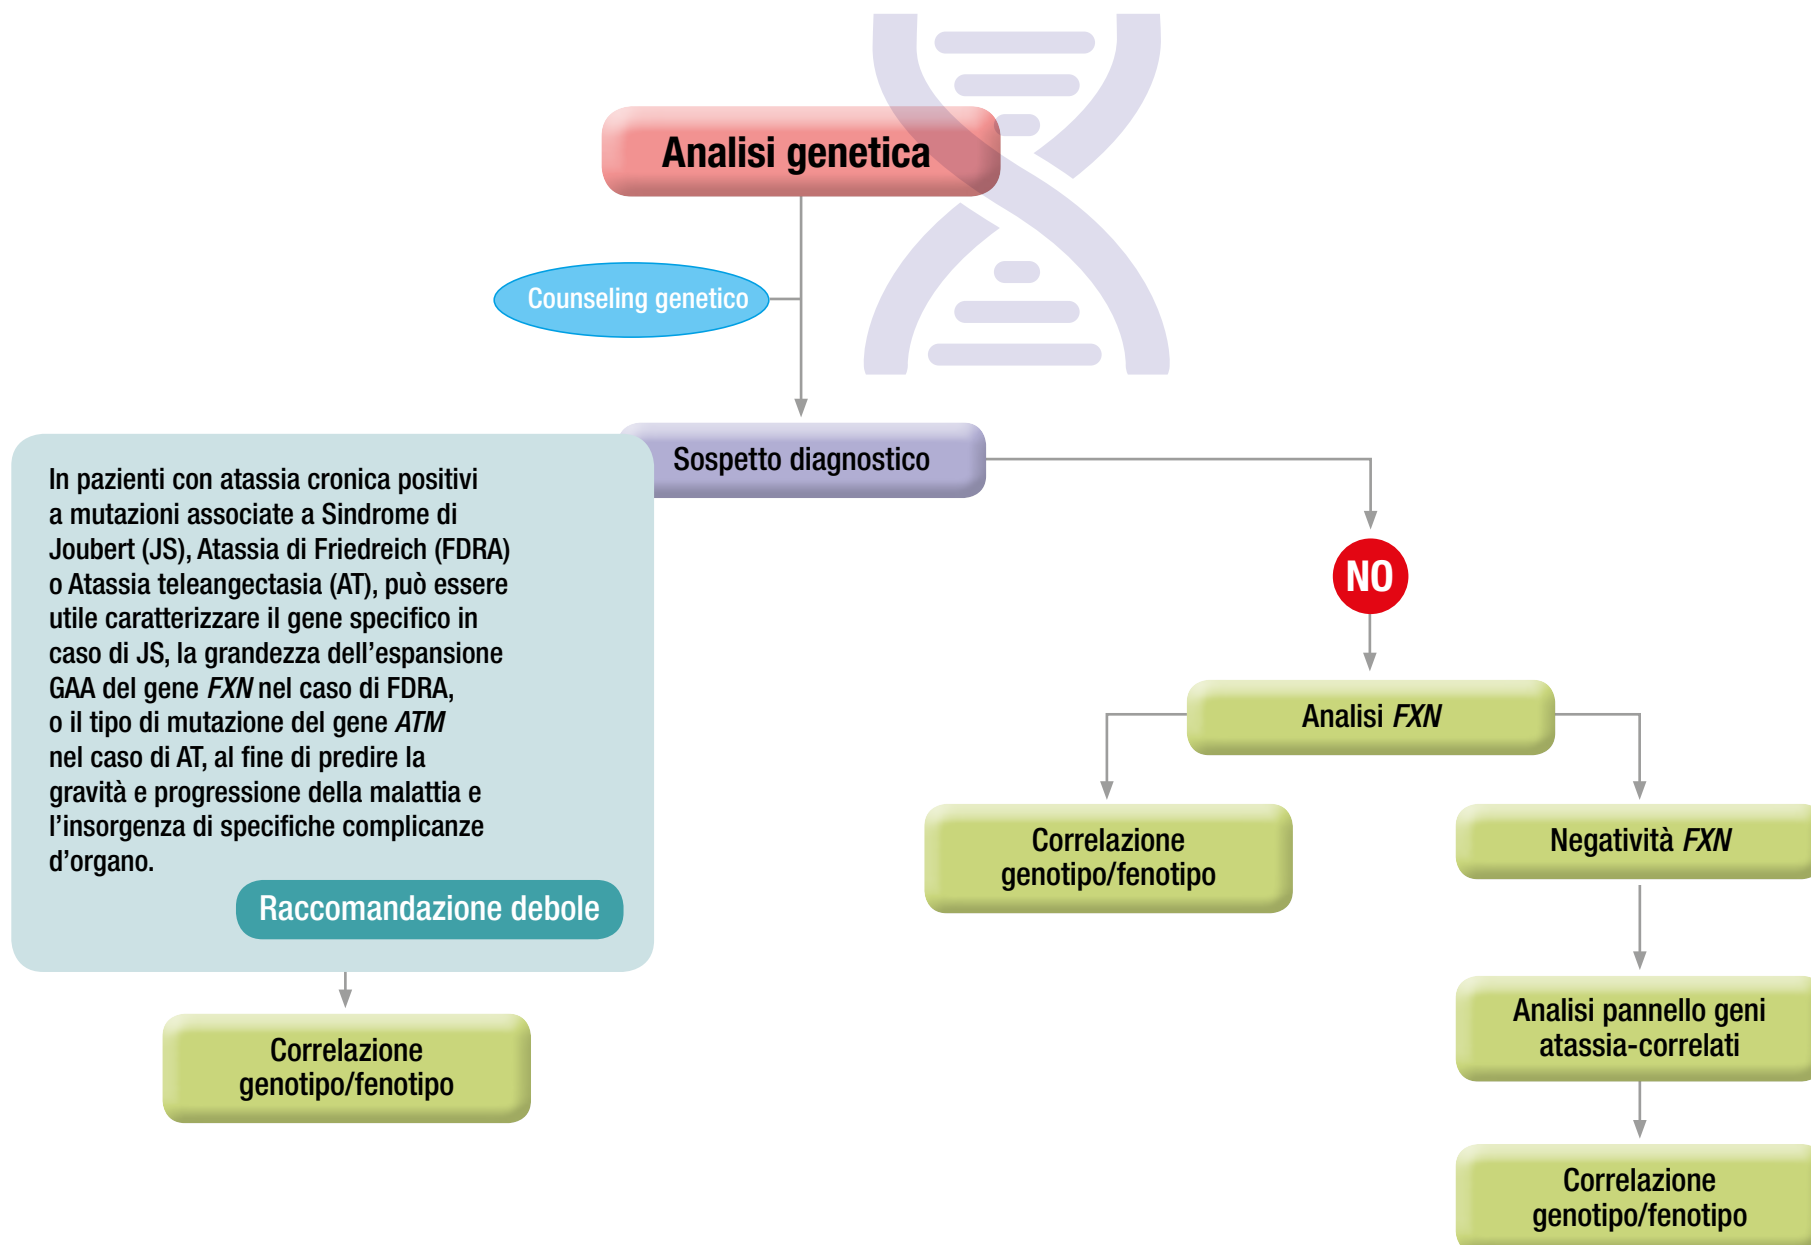 Analisi genetica
Counseling genetico
Sospetto diagnostico
In pazienti con atassia cronica positivi
a mutazioni associate a Sindrome di
Joubert (JS), Atassia di Friedreich (FDRA)
o Atassia teleangectasia (AT), può essere
utile caratterizzare il gene specifico in
caso di JS, la grandezza dell’espansione
GAA del gene FXN nel caso di FDRA,
o il tipo di mutazione del gene ATM
nel caso di AT, al fine di predire la
gravità e progressione della malattia e
l’insorgenza di specifiche complicanze
d’organo.
Raccomandazione debole
Correlazione
genotipo/fenotipo
NO
Analisi FXN
Correlazione
genotipo/fenotipo
Negatività FXN
Analisi pannello geni
atassia-correlati
Correlazione
genotipo/fenotipo